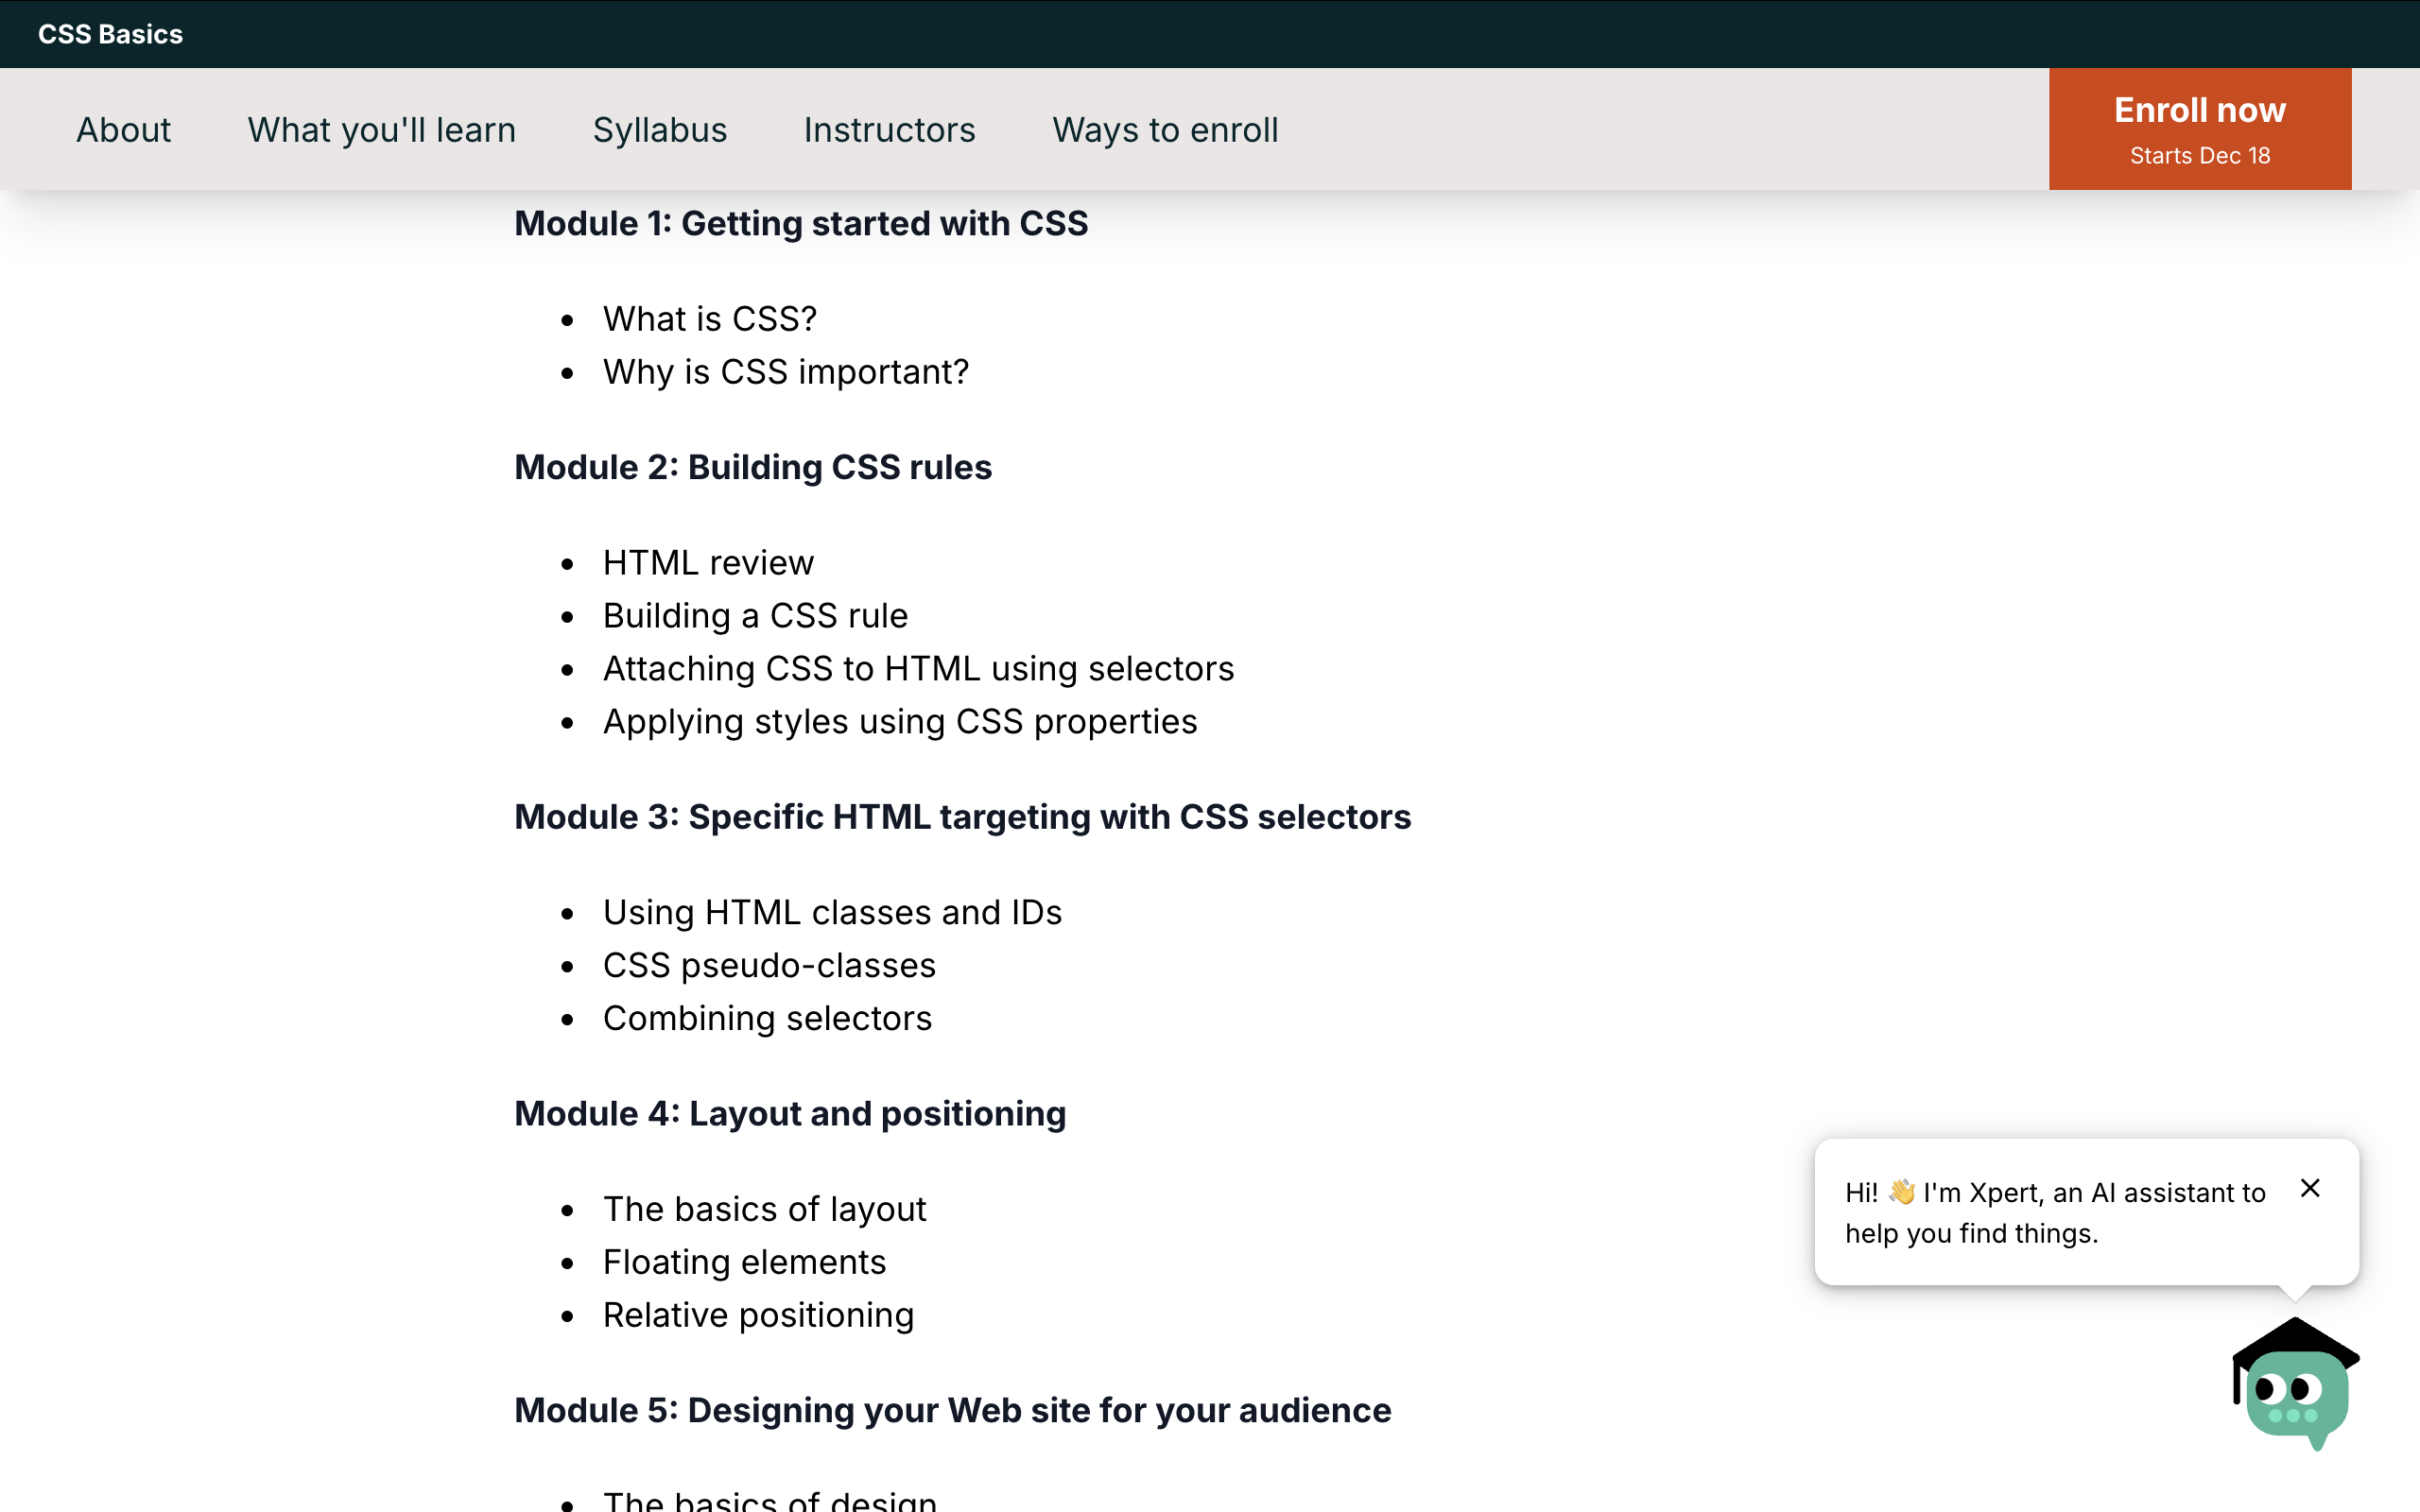 CSS Basics
About
What you'll learn
Syllabus
Instructors
Ways to enroll
Enroll now
Starts Dec 18
Module 1: Getting started with CSS
What is CSS?
Why is CSS important?
Module 2: Building CSS rules
HTML review
Building a CSS rule
Attaching CSS to HTML using selectors
Applying styles using CSS properties
Module 3: Specific HTML targeting with CSS selectors
Using HTML classes and IDs
CSS pseudo-classes
Combining selectors
Module 4: Layout and positioning
The basics of layout
Floating elements
Relative positioning
Module 5: Designing your Web site for your audience
The basics of design
Hi! 👋 I'm Xpert, an AI assistant to
help you find things.